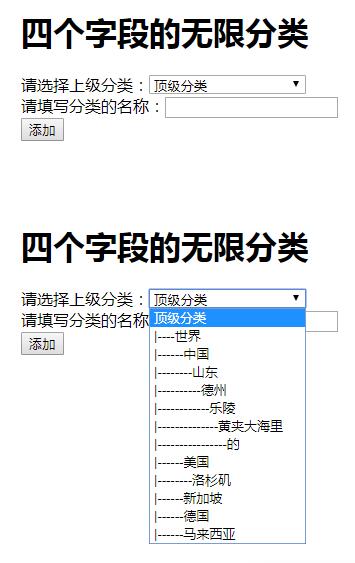 四个字段的无限分类
请选择上级分类：顶级分类
请填写分类的名称：
添加
四个字段的无限分类
请选择上级分类：顶级分类
请填写分类的名称
添加
顶级分类
|----世界
|------中国
|--------山东
|----------德州
|------------乐陵
|--------------黄夹大海里
|----------------的
|------美国
|--------洛杉矶
|------新加坡
|------德国
|------马来西亚